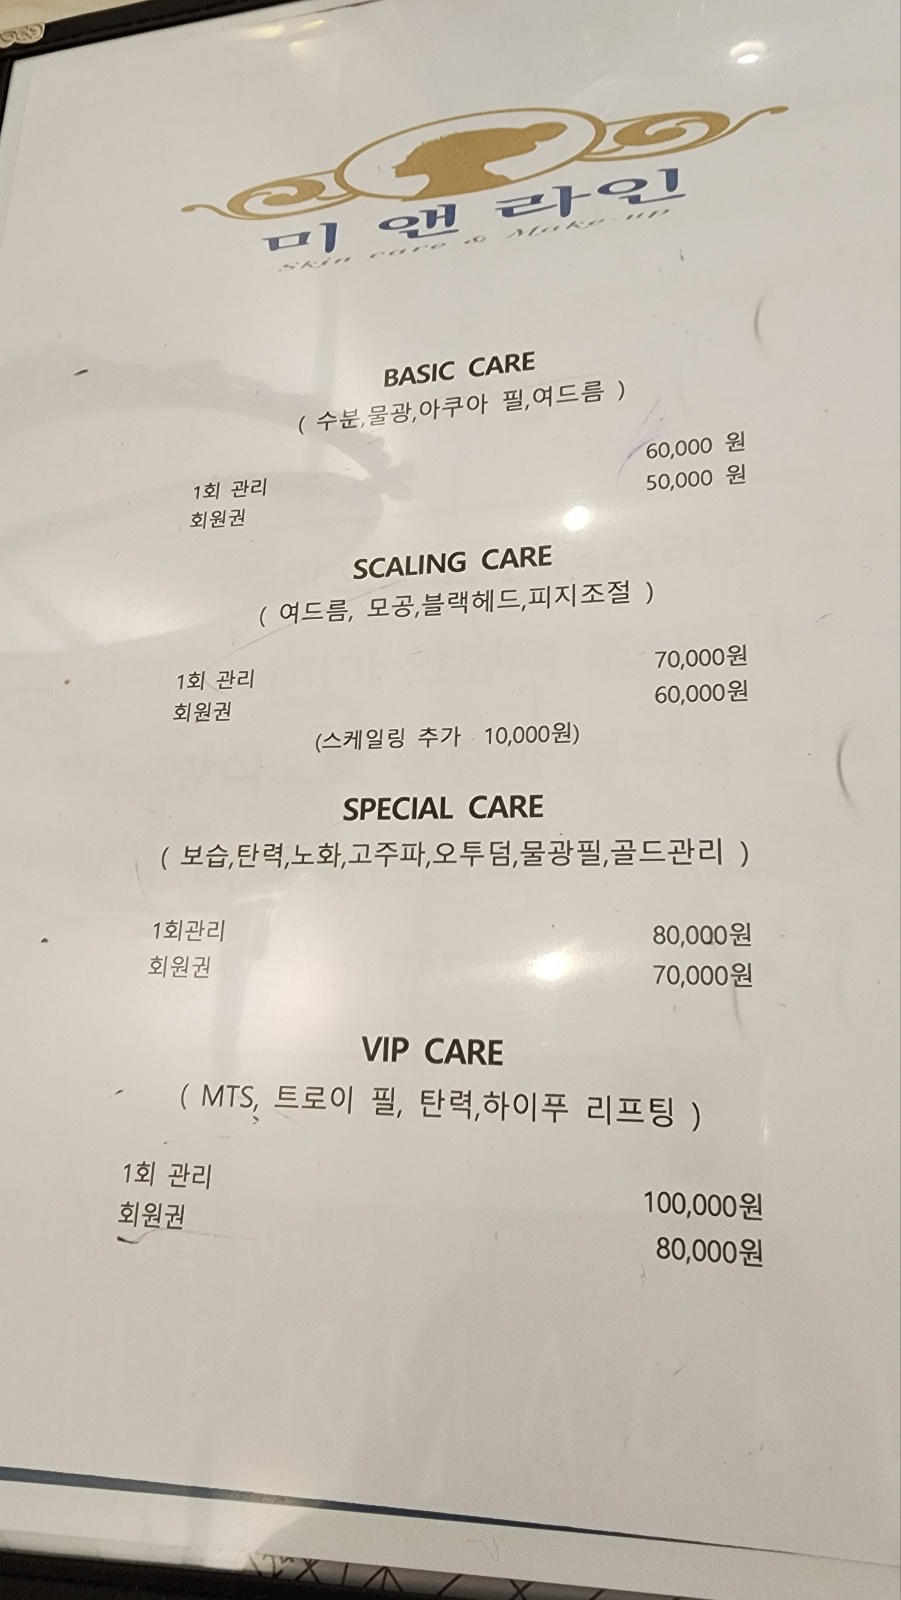 미 앤 라인
Skin care & Make-up
BASIC CARE
( 수분,물광,아쿠아 필,여드름 )
1회 관리 60,000 원
회원권 50,000 원
SCALING CARE
( 여드름, 모공,블랙헤드,피지조절 )
1회 관리 70,000원
회원권 60,000원
(스케일링 추가 10,000원)
SPECIAL CARE
( 보습,탄력,노화,고주파,오투덤,물광필,골드관리 )
1회관리 80,000원
회원권 70,000원
VIP CARE
( MTS, 트로이 필, 탄력,하이푸 리프팅 )
1회 관리 100,000원
회원권 80,000원